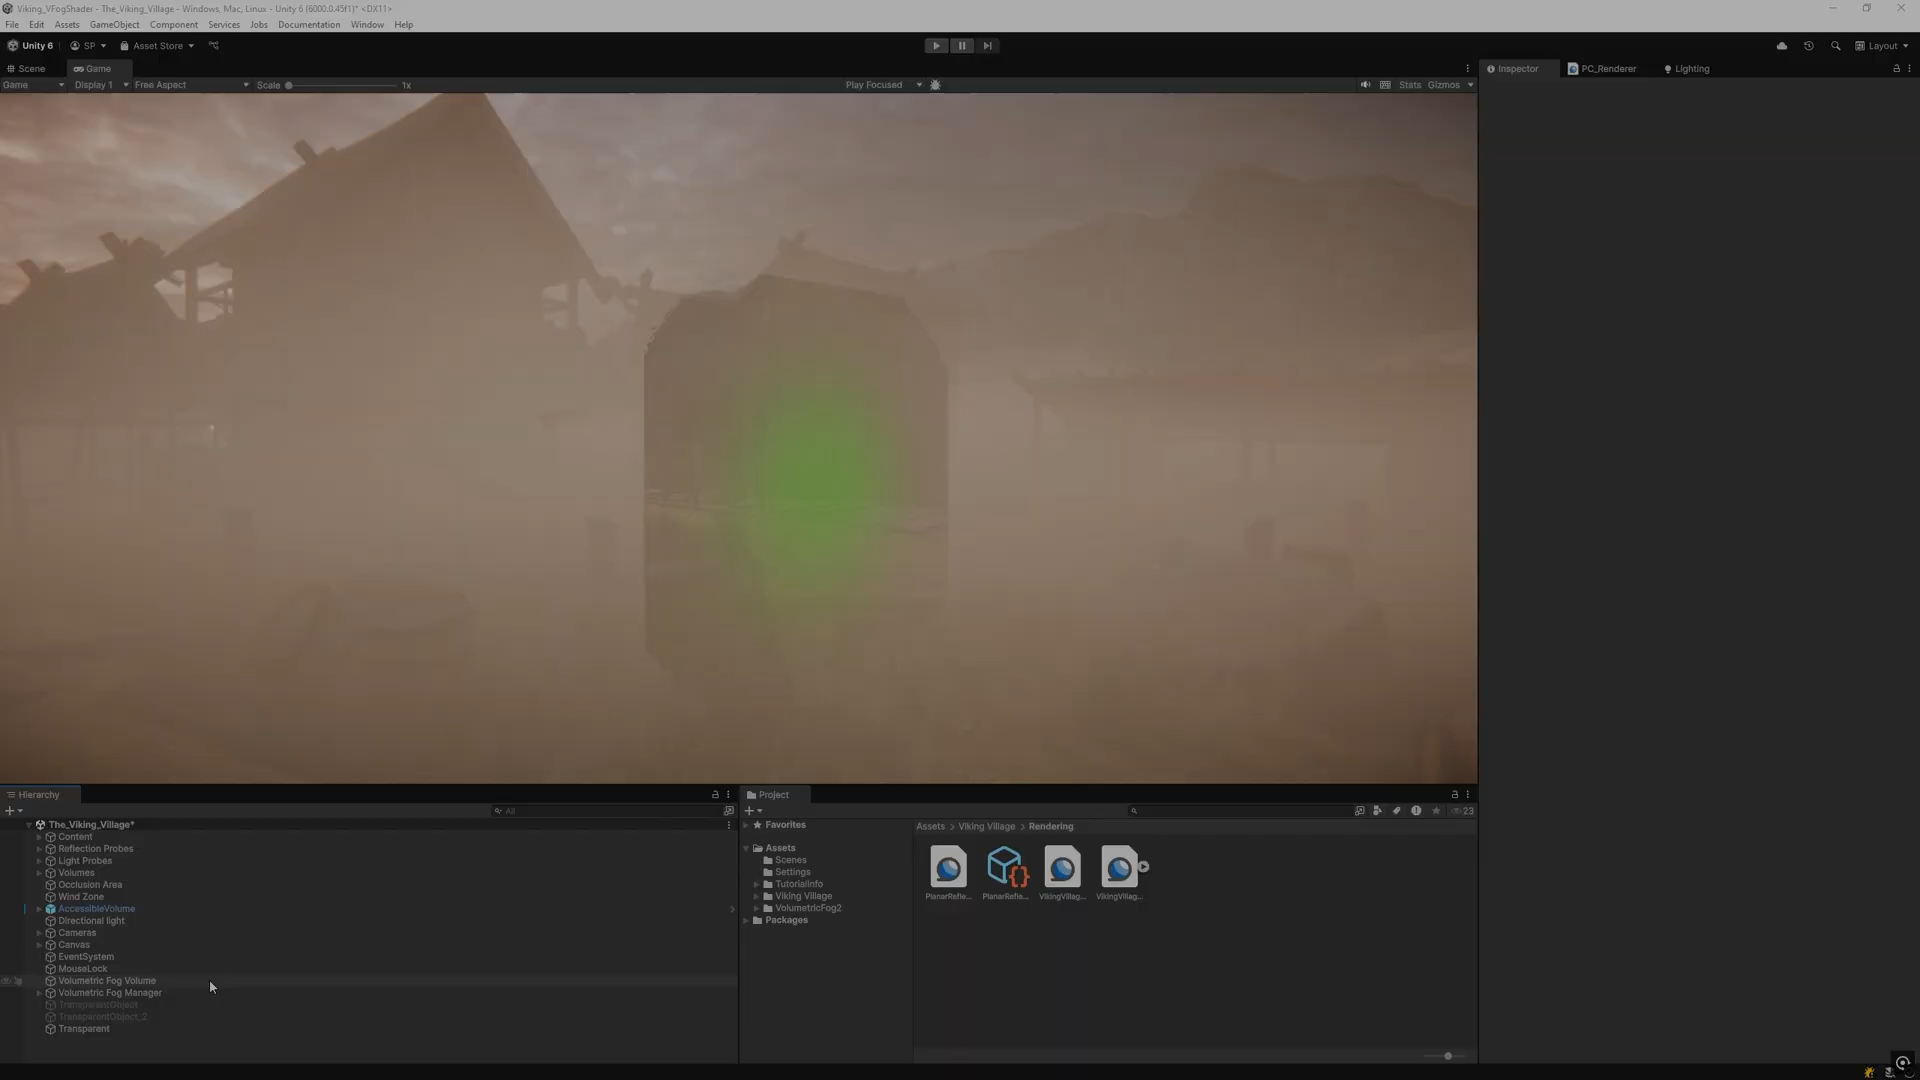 Viking_VFogShader - The_Viking_Village - Windows, Mac, Linux - Unity 6 (6000.0.45f1)* <DX11>
File Edit Assets GameObject Component Services Jobs Documentation Window Help
Unity 6 SP Asset Store Layout
Scene Game Inspector PC_Renderer Lighting
Game Display 1 Free Aspect Scale 1x Play Focused Stats Gizmos
Hierarchy
All
The_Viking_Village*
Content
Reflection Probes
Light Probes
Volumes
Occlusion Area
Wind Zone
AccessibleVolume
Directional light
Cameras
Canvas
EventSystem
MouseLock
Volumetric Fog Volume
Volumetric Fog Manager
TransparentObject
TransparentObject_2
Transparent
Project
23
Favorites
Assets
Scenes
Settings
TutorialInfo
Viking Village
VolumetricFog2
Packages
Assets > Viking Village > Rendering
PlanarRefle... PlanarRefle... VikingVillag... VikingVillag...